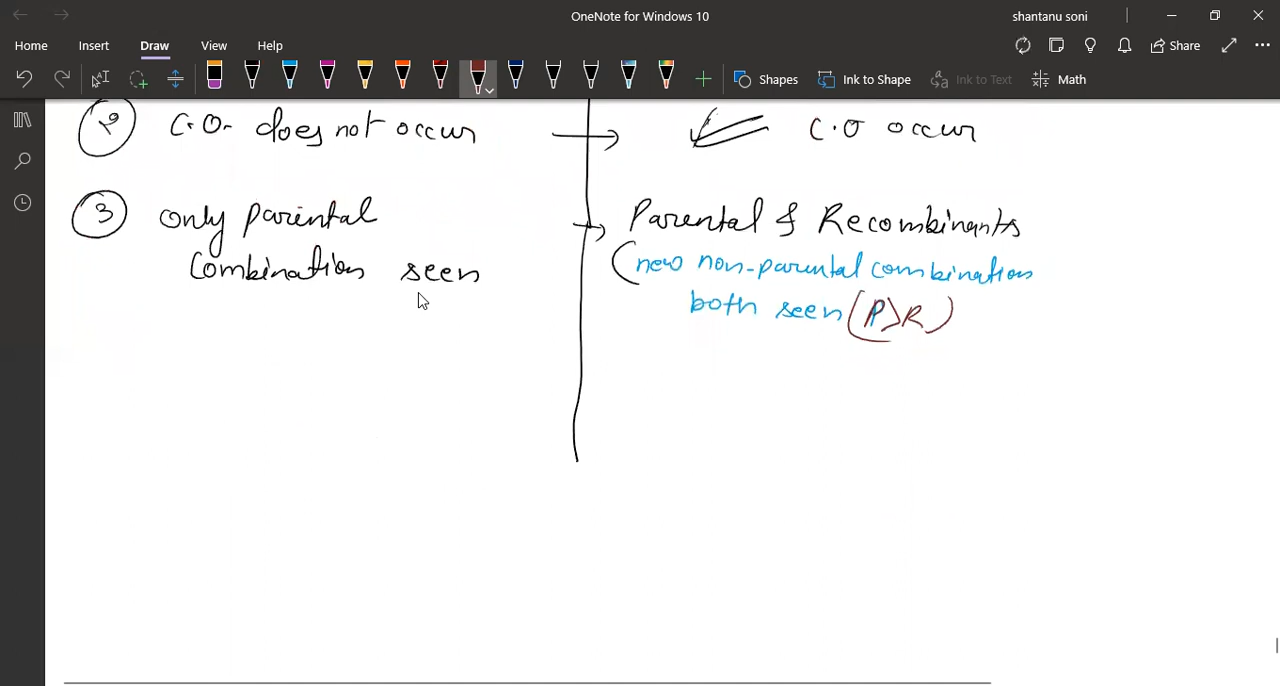 OneNote for Windows 10
shantanu soni
Home Insert Draw View Help
Share
Shapes Ink to Shape Ink to Text Math
2 C.O. does not occur → C.O occur
3 only parental → Parental & Recombinants
combination seen (new non-parental combination
both seen (P>R)